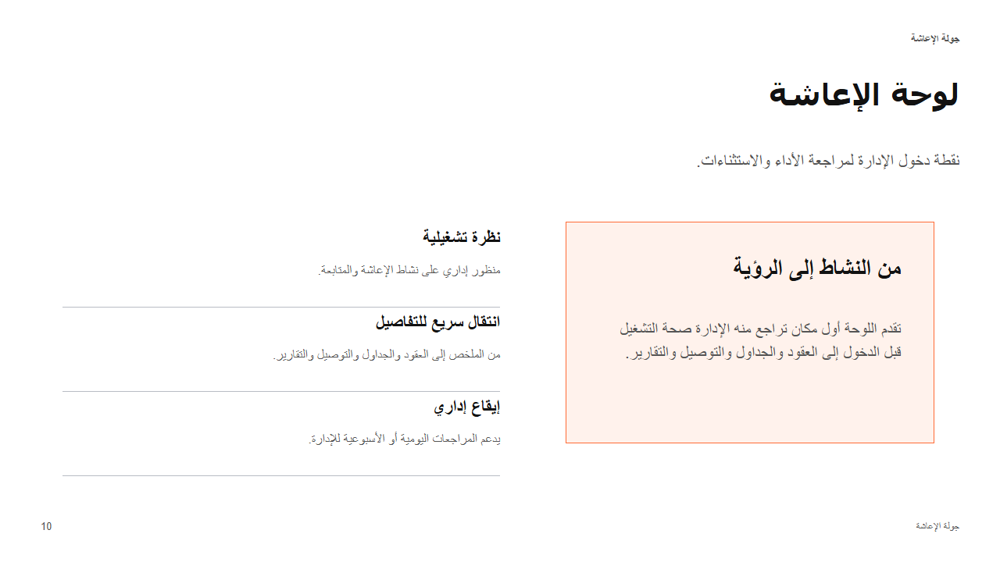 جولة الإعاشة
لوحة الإعاشة
نقطة دخول الإدارة لمراجعة الأداء والاستثناءات.
من النشاط إلى الرؤية
تقدم اللوحة أول مكان تراجع منه الإدارة صحة التشغيل
قبل الدخول إلى العقود والجداول والتوصيل والتقارير.
نظرة تشغيلية
منظور إداري على نشاط الإعاشة والمتابعة.
انتقال سريع للتفاصيل
من الملخص إلى العقود والجداول والتوصيل والتقارير.
إيقاع إداري
يدعم المراجعات اليومية أو الأسبوعية للإدارة.
جولة الإعاشة
10